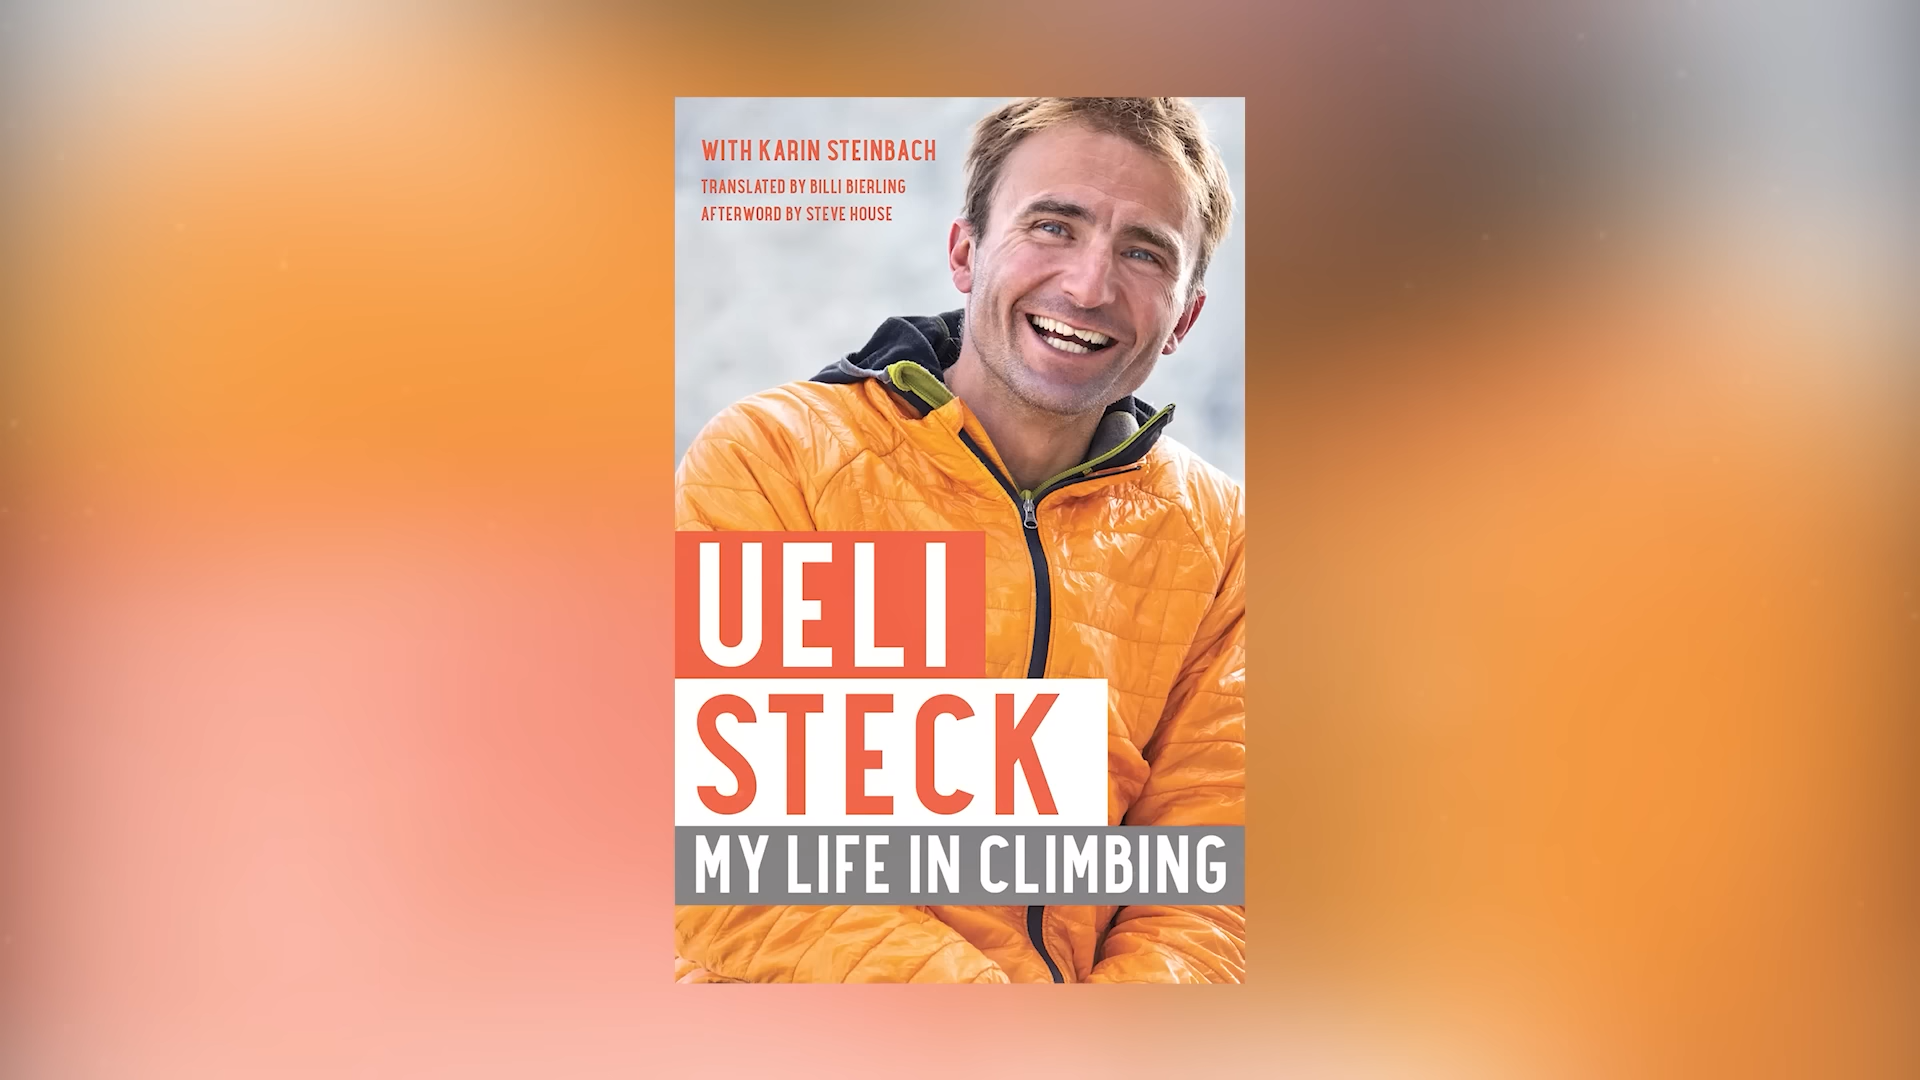 WITH KARIN STEINBACH
TRANSLATED BY BILLI BIERLING
AFTERWORD BY STEVE HOUSE
UELI
STECK
MY LIFE IN CLIMBING